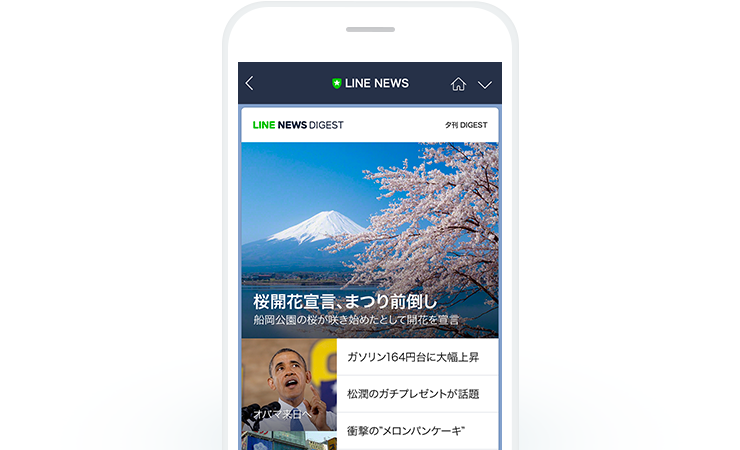 LINE NEWS
LINE NEWS DIGEST
夕刊 DIGEST
桜開花宣言、まつり前倒し
船岡公園の桜が咲き始めたとして開花を宣言
オバマ来日へ
ガソリン164円台に大幅上昇
松潤のガチプレゼントが話題
衝撃の"メロンパンケーキ"